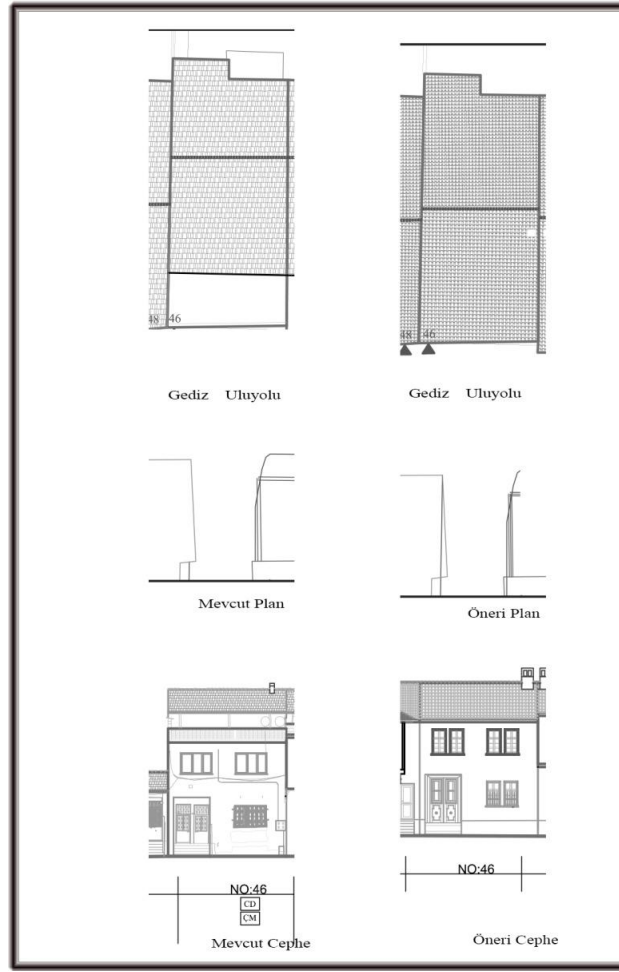 48 46
48 46
Gediz Uluyolu
Gediz Uluyolu
Mevcut Plan
Öneri Plan
NO:46
CD
ÇM
NO:46
Mevcut Cephe
Öneri Cephe